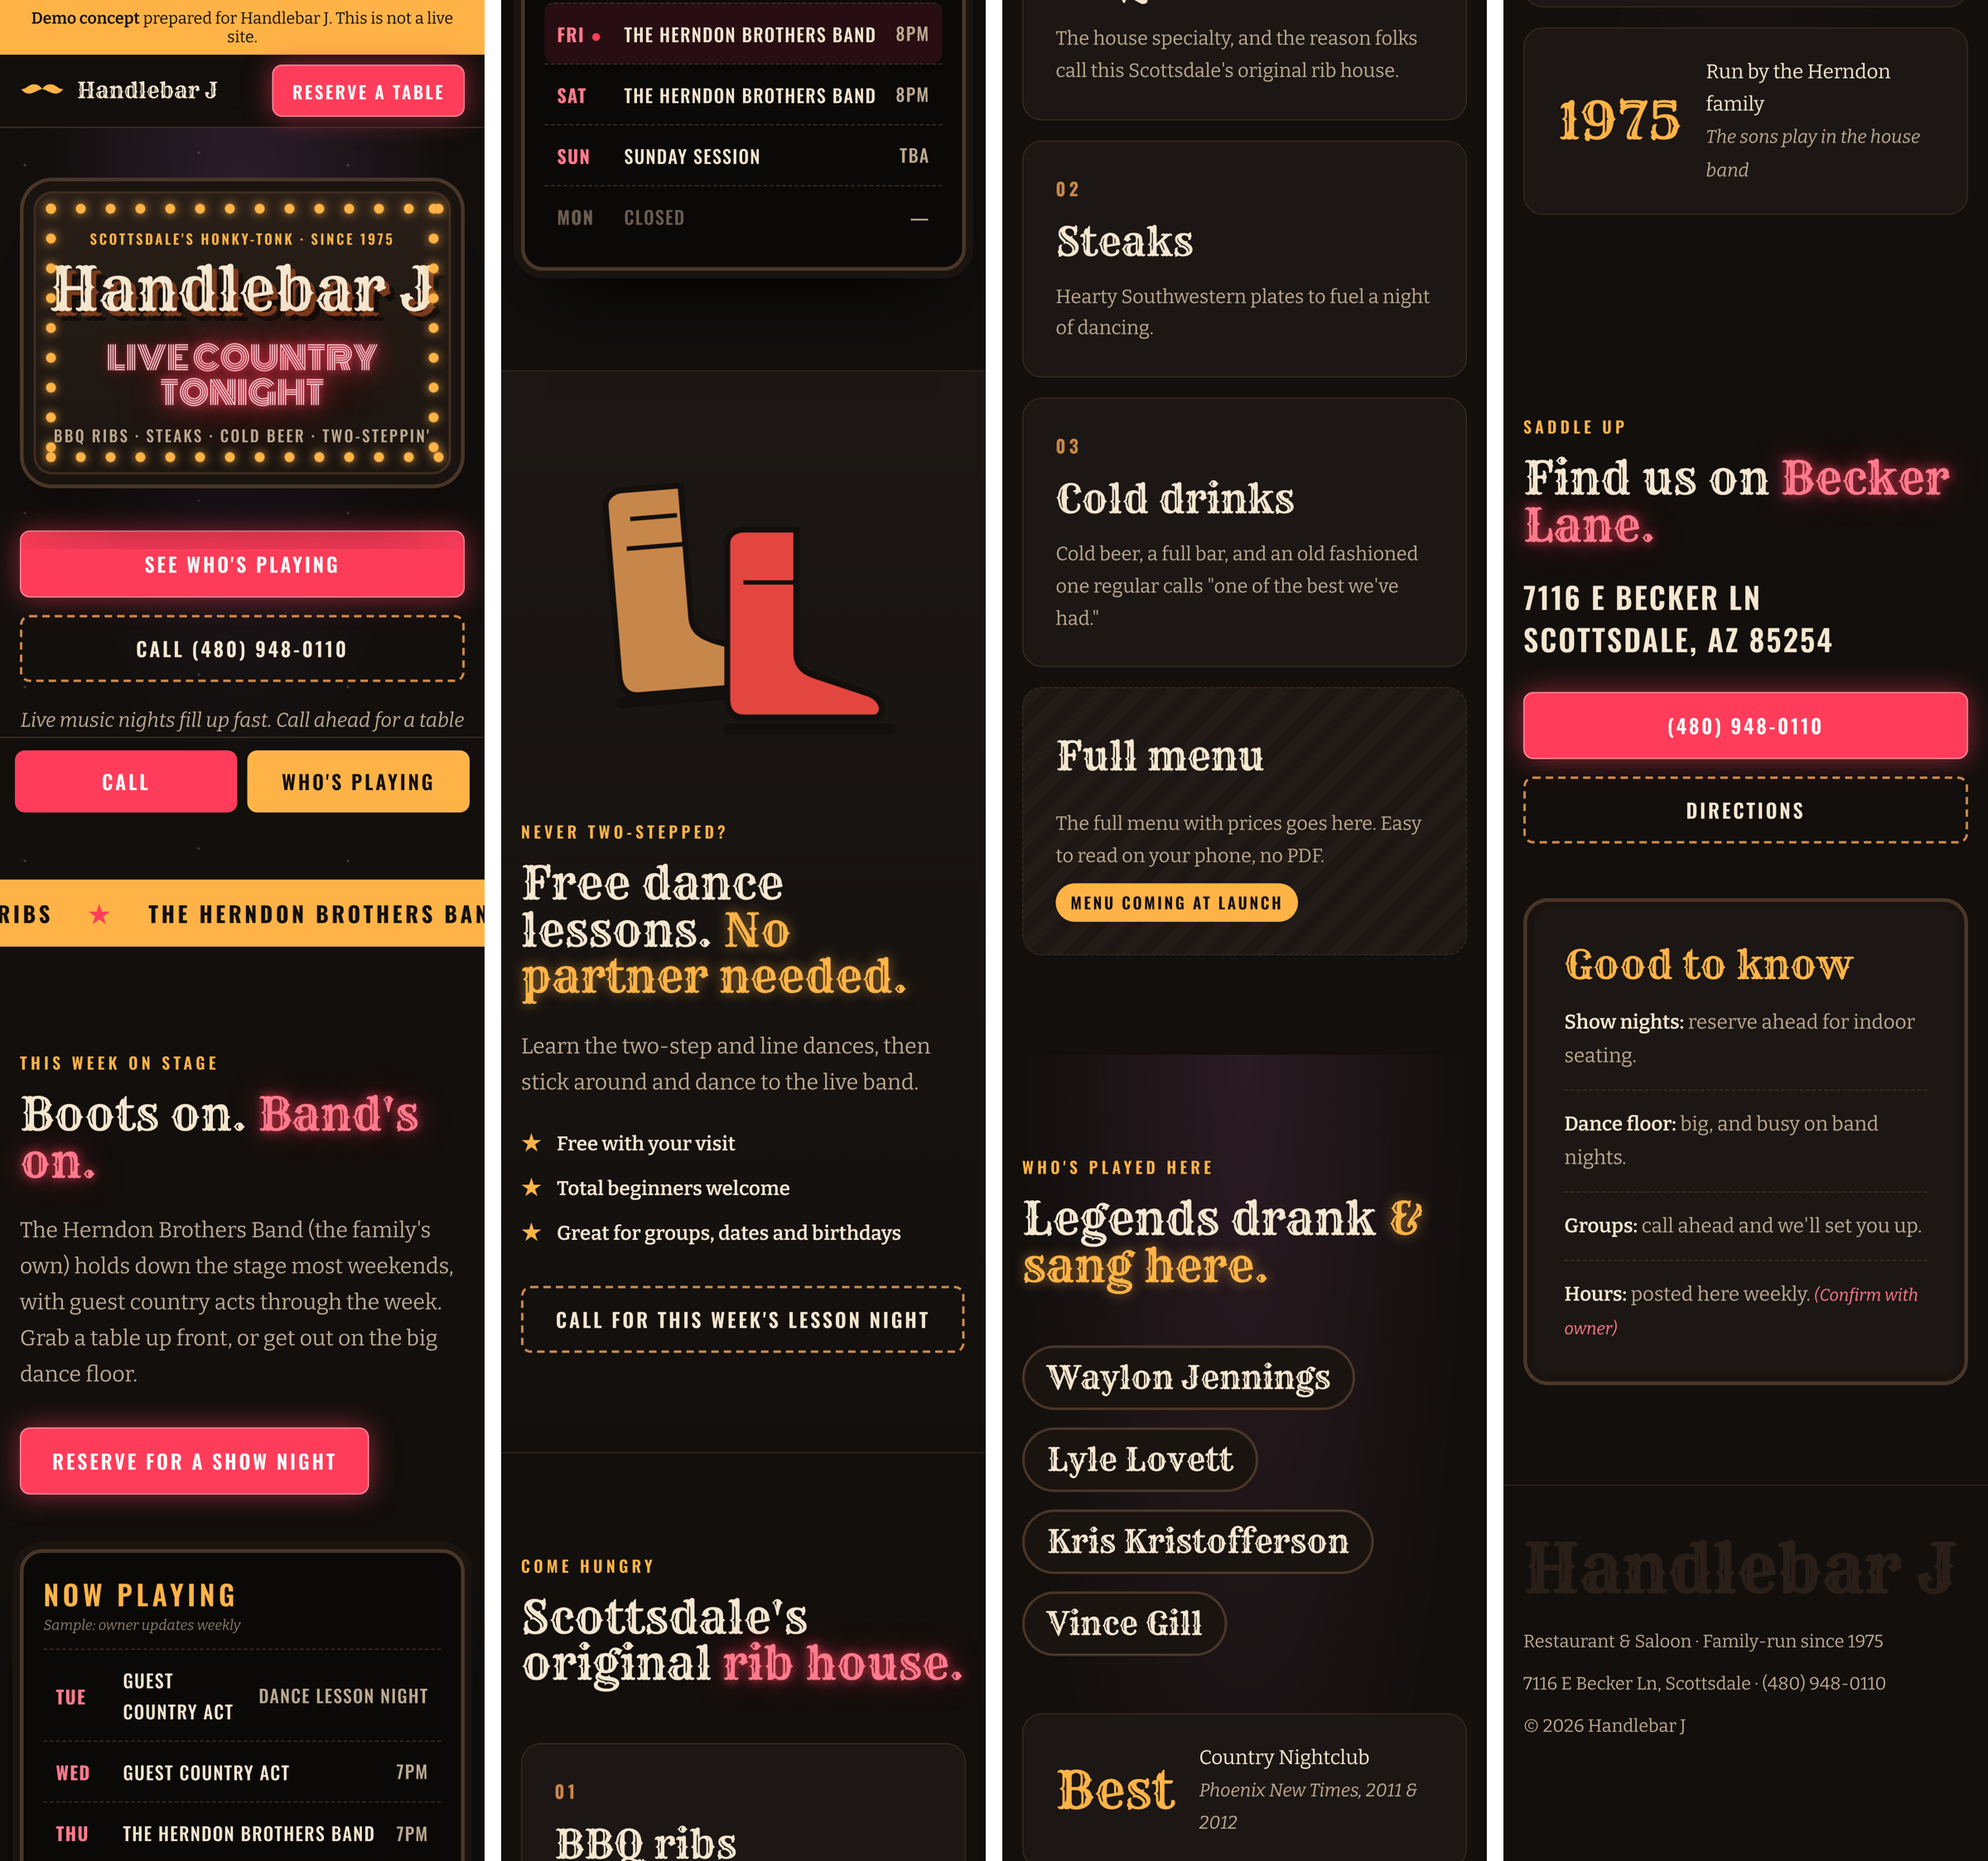 Demo concept prepared for Handlebar J. This is not a live
site.
Handlebar J
RESERVE A TABLE
SCOTTSDALE'S HONKY-TONK · SINCE 1975
Handlebar J
LIVE COUNTRY
TONIGHT
BBQ RIBS · STEAKS · COLD BEER · TWO-STEPPIN'
SEE WHO'S PLAYING
CALL (480) 948-0110
Live music nights fill up fast. Call ahead for a table
CALL
WHO'S PLAYING
RIBS ★ THE HERNDON BROTHERS BAN
THIS WEEK ON STAGE
Boots on. Band's
on.
The Herndon Brothers Band (the family's
own) holds down the stage most weekends,
with guest country acts through the week.
Grab a table up front, or get out on the big
dance floor.
RESERVE FOR A SHOW NIGHT
NOW PLAYING
Sample: owner updates weekly
TUE GUEST COUNTRY ACT DANCE LESSON NIGHT
WED GUEST COUNTRY ACT 7PM
THU THE HERNDON BROTHERS BAND 7PM
FRI THE HERNDON BROTHERS BAND 8PM
SAT THE HERNDON BROTHERS BAND 8PM
SUN SUNDAY SESSION TBA
MON CLOSED —
NEVER TWO-STEPPED?
Free dance
lessons. No
partner needed.
Learn the two-step and line dances, then
stick around and dance to the live band.
★ Free with your visit
★ Total beginners welcome
★ Great for groups, dates and birthdays
CALL FOR THIS WEEK'S LESSON NIGHT
COME HUNGRY
Scottsdale's
original rib house.
01
BBQ ribs
The house specialty, and the reason folks
call this Scottsdale's original rib house.
02
Steaks
Hearty Southwestern plates to fuel a night
of dancing.
03
Cold drinks
Cold beer, a full bar, and an old fashioned
one regular calls "one of the best we've
had."
Full menu
The full menu with prices goes here. Easy
to read on your phone, no PDF.
MENU COMING AT LAUNCH
WHO'S PLAYED HERE
Legends drank &
sang here.
Waylon Jennings
Lyle Lovett
Kris Kristofferson
Vince Gill
Best
Country Nightclub
Phoenix New Times, 2011 &
2012
1975
Run by the Herndon
family
The sons play in the house
band
SADDLE UP
Find us on Becker
Lane.
7116 E BECKER LN
SCOTTSDALE, AZ 85254
(480) 948-0110
DIRECTIONS
Good to know
Show nights: reserve ahead for indoor
seating.
Dance floor: big, and busy on band
nights.
Groups: call ahead and we'll set you up.
Hours: posted here weekly. (Confirm with
owner)
Handlebar J
Restaurant & Saloon · Family-run since 1975
7116 E Becker Ln, Scottsdale · (480) 948-0110
© 2026 Handlebar J